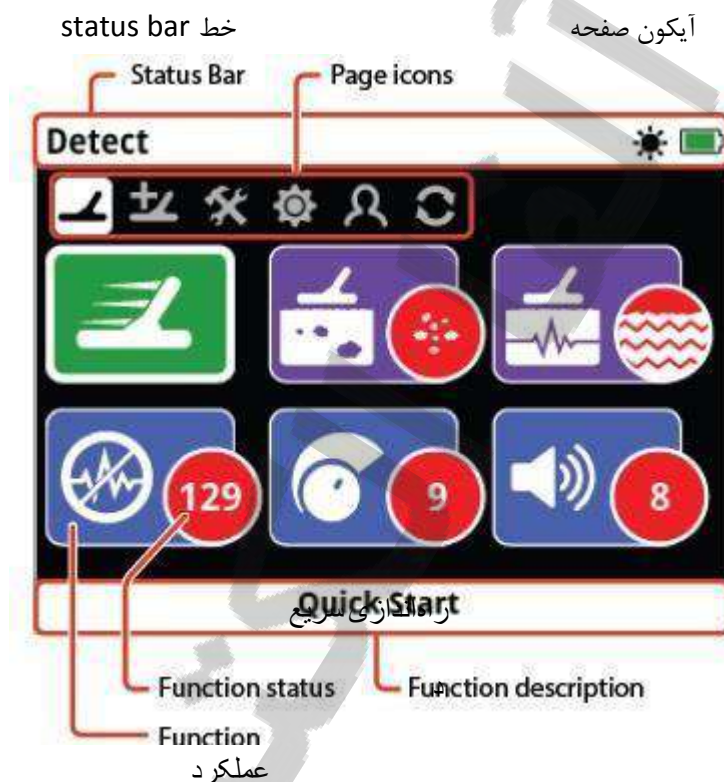 خط status bar
آیکون صفحه
Status Bar
Page icons
Detect
129
9
8
Quick Start
راه‌اندازی سریع
Function status
Function description
Function
عملکرد